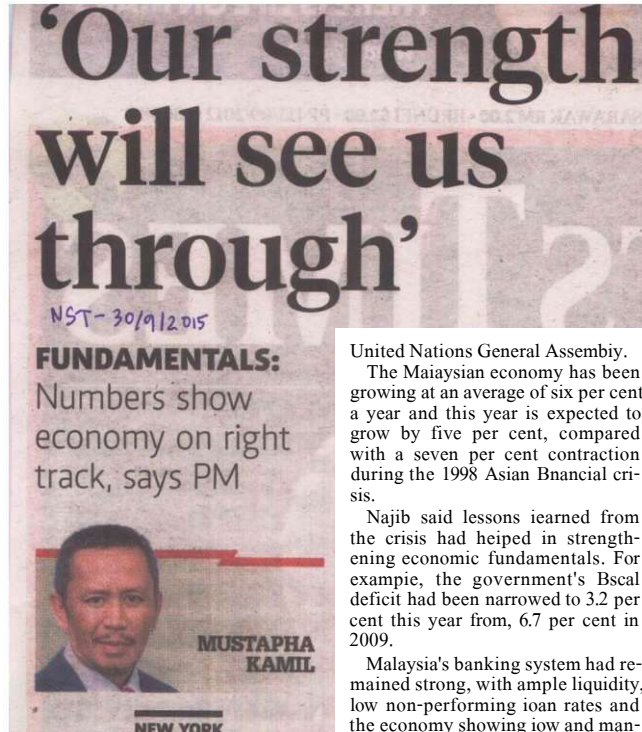 ‘Our strength
will see us
through’
NST - 30/9/2015
FUNDAMENTALS:
Numbers show
economy on right
track, says PM
MUSTAPHA
KAMIL
NEW YORK
United Nations General Assembiy.
The Maiaysian economy has been
growing at an average of six per cent
a year and this year is expected to
grow by five per cent, compared
with a seven per cent contraction
during the 1998 Asian Bnancial cri-
sis.
Najib said lessons iearned from
the crisis had heiped in strength-
ening economic fundamentals. For
exampie, the government's Bscal
deficit had been narrowed to 3.2 per
cent this year from, 6.7 per cent in
2009.
Malaysia's banking system had re-
mained strong, with ample liquidity,
low non-performing ioan rates and
the economy showing iow and man-